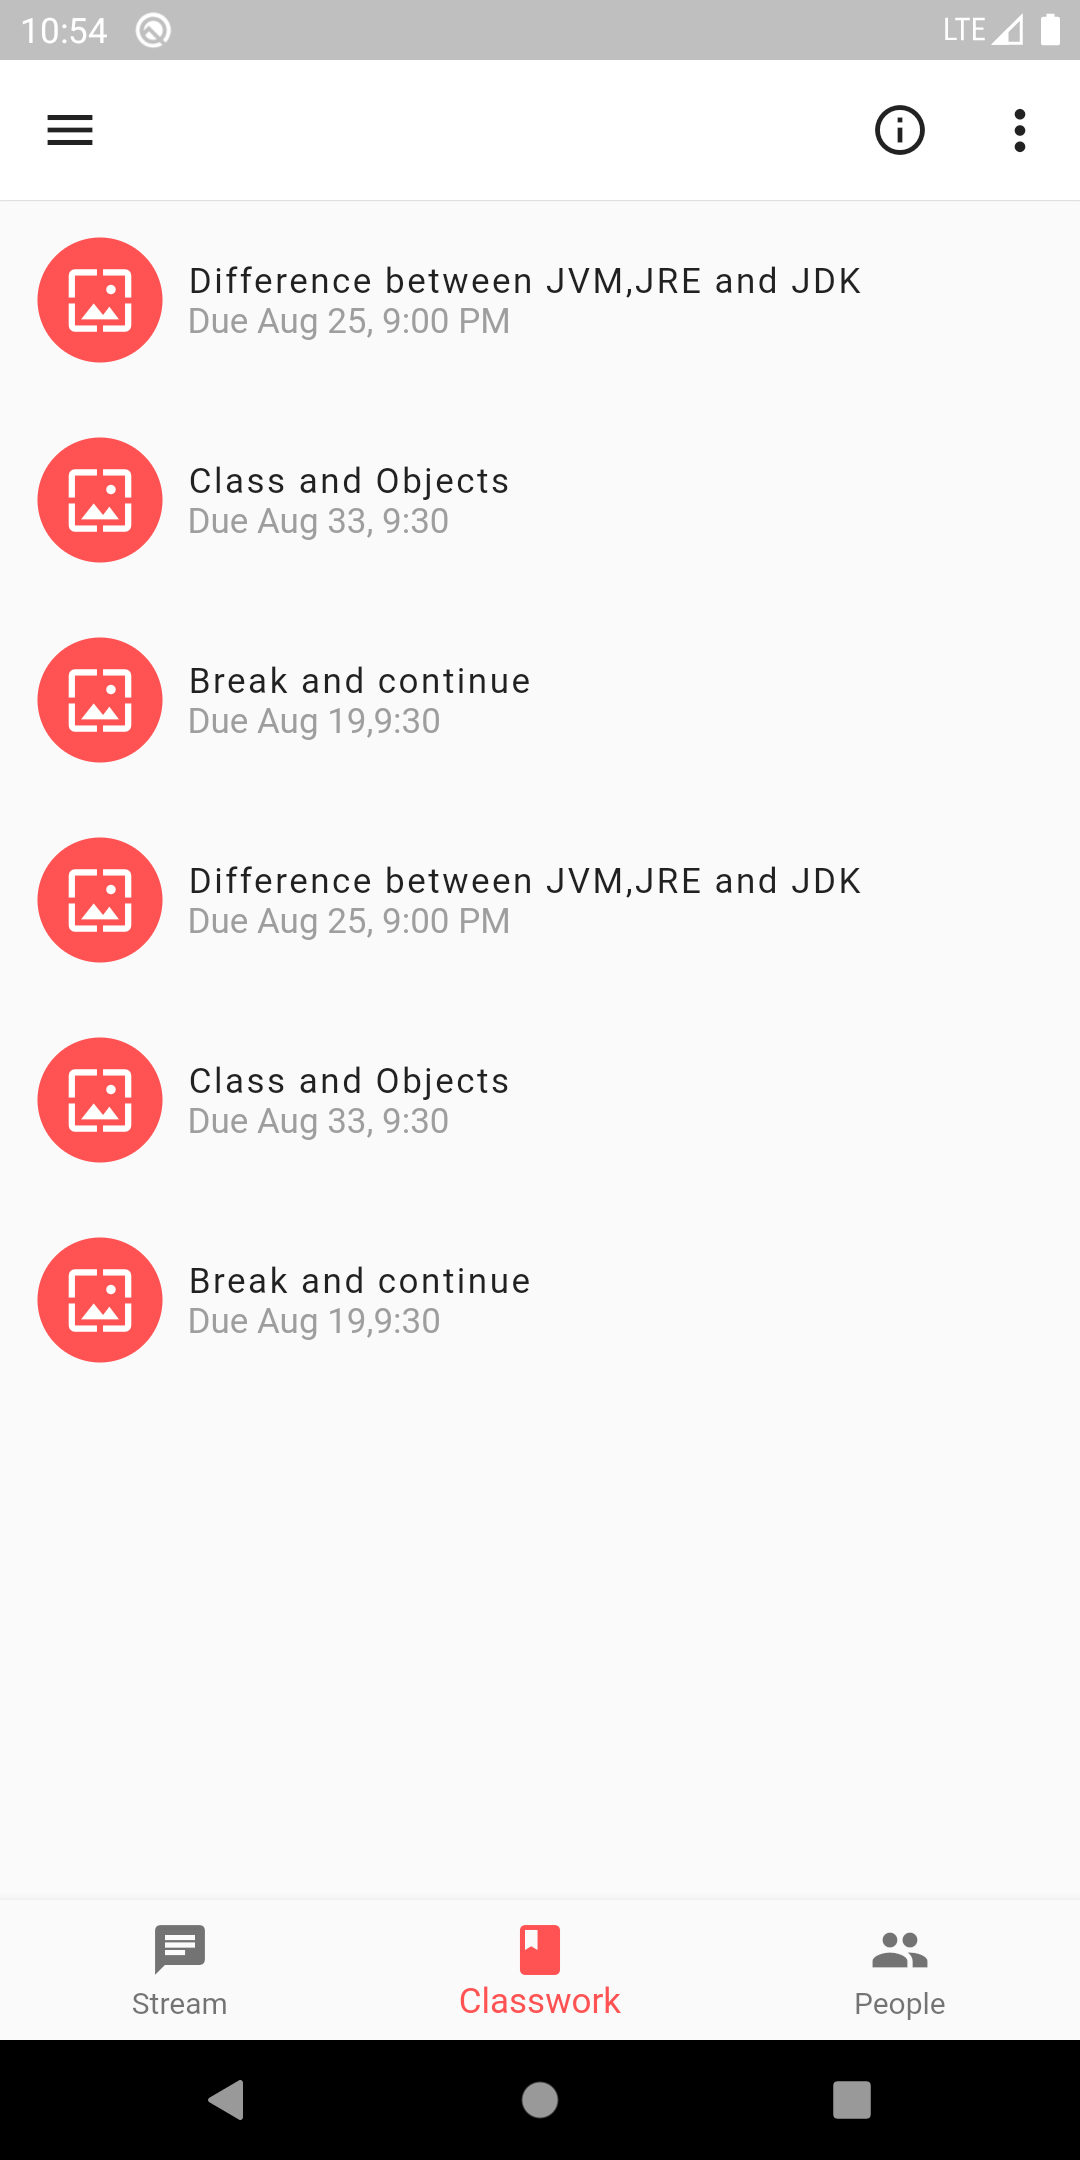 10:54
LTE
Difference between JVM,JRE and JDK
Due Aug 25, 9:00 PM
Class and Objects
Due Aug 33, 9:30
Break and continue
Due Aug 19,9:30
Difference between JVM,JRE and JDK
Due Aug 25, 9:00 PM
Class and Objects
Due Aug 33, 9:30
Break and continue
Due Aug 19,9:30
Stream
Classwork
People